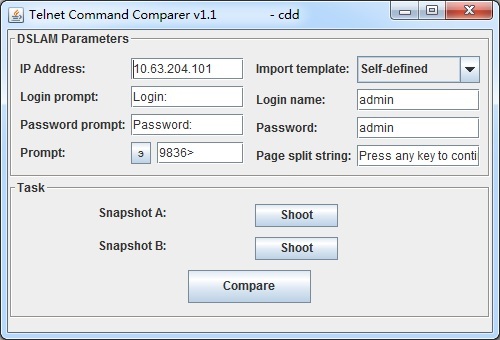 Telnet Command Comparer v1.1 - cdd
DSLAM Parameters
IP Address: 10.63.204.101 Import template: Self-defined
Login prompt: Login: Login name: admin
Password prompt: Password: Password: admin
Prompt: э 9836> Page split string: Press any key to conti
Task
Snapshot A: Shoot
Snapshot B: Shoot
Compare